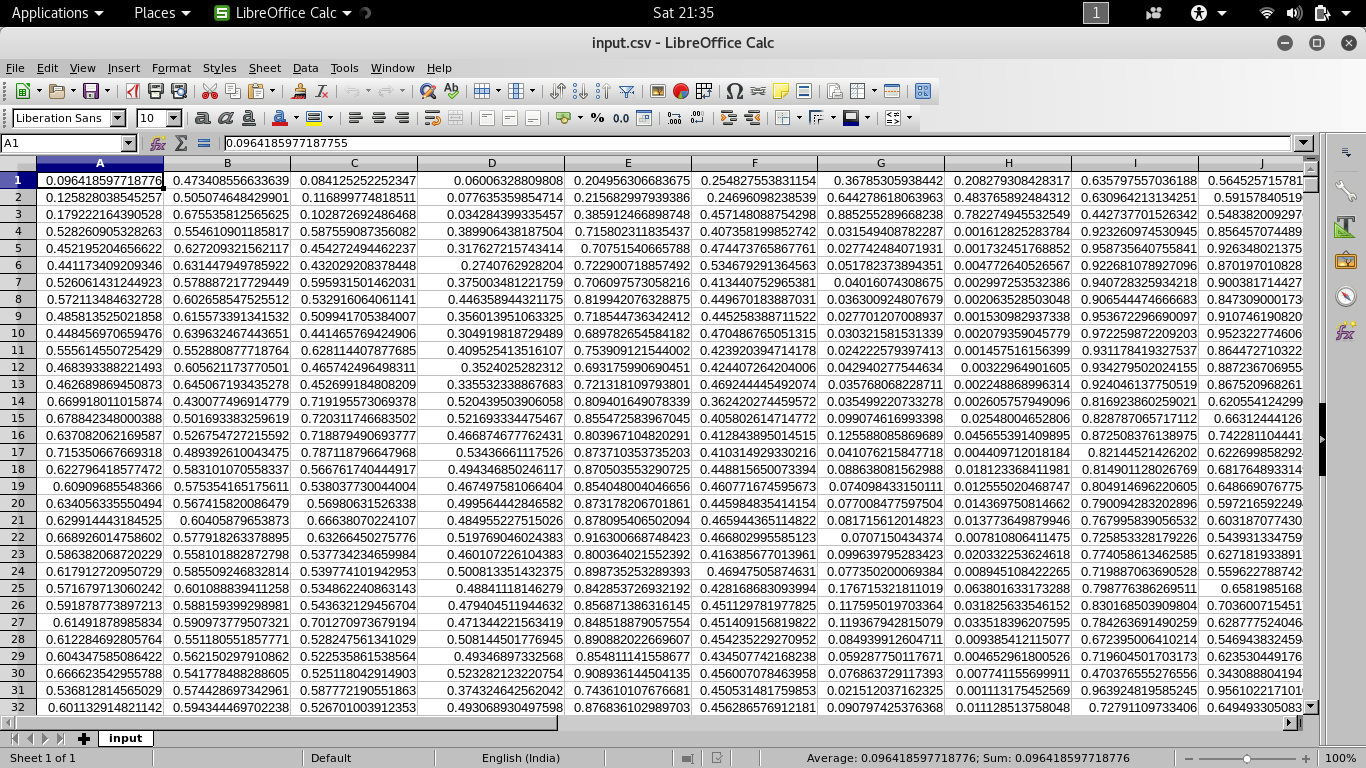 Applications Places LibreOffice Calc Sat 21:35 1
input.csv - LibreOffice Calc
File Edit View Insert Format Styles Sheet Data Tools Window Help
Liberation Sans 10 % 0.0
A1 0.0964185977187755
A B C D E F G H I J
1 0.096418597718776 0.473408556633639 0.084125252252347 0.06006328809808 0.204956306683675 0.254827553831154 0.36785305938442 0.208279308428317 0.635797557036188 0.564525715781
2 0.125828038545257 0.505074648429901 0.116899774818511 0.077635359854714 0.215682997939386 0.24696098238539 0.644278618063963 0.483765892484312 0.630964213134251 0.591578405190
3 0.179222164390528 0.675535812565625 0.102872692486468 0.034284399335457 0.385912466898748 0.457148088754298 0.885255289668238 0.782274945532549 0.442737701526342 0.548382009297
4 0.528260905328263 0.554610901185817 0.587559087356082 0.389906438187504 0.71580231335437 0.407358199852742 0.031549408782287 0.001612825283784 0.923260974530945 0.856457074489
5 0.452195204656622 0.627209321562117 0.454272494462237 0.317627215743414 0.70751594665788 0.474473765867761 0.027742484071931 0.001732451768852 0.958735640755841 0.926348021375
6 0.441173409209346 0.631447949785922 0.432029208378448 0.2740762928204 0.722900718857492 0.534679291364563 0.051782373894351 0.004772640526567 0.922681078927096 0.870197010828
7 0.526061431244923 0.578887217729449 0.595931501462031 0.375003481221759 0.706097573058216 0.413440752965381 0.04016074308675 0.002997253532386 0.940728325934218 0.900381714427
8 0.572113484632728 0.602658547525512 0.532916064061141 0.446358944321175 0.819942076328875 0.449670183887031 0.036300924807679 0.002063528503048 0.906544474666683 0.847309000173
9 0.485813525021858 0.615573391341532 0.509941705384007 0.356013951063325 0.718544736342412 0.445258388711522 0.027701207008937 0.001530982937338 0.953672296690097 0.910746190820
10 0.448456970659476 0.639632467443651 0.441465769424906 0.304919818729489 0.689782654584182 0.470486765051315 0.030321581531339 0.002079359045779 0.972259872209203 0.952322774606
11 0.555614550725429 0.552880877718764 0.628114407877685 0.409525413516107 0.753909121544002 0.423920394714178 0.024222579397413 0.001457516156399 0.931178419327537 0.864472710322
12 0.468393388221493 0.605621173770501 0.465742496498311 0.3524025282312 0.693175990690451 0.424407264204006 0.042940277544634 0.00322964901605 0.934279502024155 0.887236706955
13 0.462689869450873 0.645067193435278 0.452699184808209 0.335532338867683 0.721318109793801 0.469244449249207 0.035768068228711 0.002248868996314 0.924046137750519 0.867520968261
14 0.669918011015874 0.430077496914779 0.719195573069378 0.520439503906058 0.809401649078339 0.362420274459572 0.035499220733278 0.002605757949096 0.816923860259021 0.620554124299
15 0.678842348000388 0.501693383259619 0.720311746683502 0.521693334475467 0.855472583967045 0.405802614714772 0.099074616993398 0.02548004652806 0.828787065717112 0.66312444126
16 0.637082062169587 0.526754727215592 0.718879490693777 0.466874677762431 0.803967104820291 0.412843895014515 0.125588085869689 0.045655391409895 0.872508376138975 0.742281104441
17 0.715350667669318 0.489392610043475 0.787118796647968 0.53436661117526 0.873710353735203 0.410314929330216 0.041076215847718 0.004409712018184 0.82144521426202 0.622699858292
18 0.622796418577472 0.583101070558337 0.566761740444917 0.494346850246117 0.870503553290725 0.448815650073394 0.088638081562988 0.018123368411981 0.814901128026769 0.681764893314
19 0.60909685548366 0.575354165175611 0.538037730044004 0.467497581066404 0.854048004046656 0.460771674595673 0.074098433150111 0.012555020468747 0.804914696220605 0.648669076775
20 0.634056335550494 0.567415820086479 0.56980631526338 0.499564442846582 0.873178206701861 0.445984835414154 0.077008477597504 0.014369750814662 0.790094283202896 0.597216592249
21 0.629914443184525 0.60405879653873 0.66638070224107 0.484955227515026 0.878095406502094 0.465944365114822 0.081715612014823 0.013773649879946 0.767995839056532 0.603187077430
22 0.668926014758602 0.577918263378895 0.63266450275776 0.519769046024383 0.916300668748423 0.466802995585123 0.0707150434374 0.007810806411475 0.725853328179226 0.543931334759
23 0.586382068720229 0.558101882872798 0.537734234659984 0.460107226104383 0.800364021552392 0.416385677013961 0.099639795283423 0.020332253624618 0.774058613462585 0.627181933891
24 0.617912720950729 0.585509246832814 0.539774101942953 0.500813351432375 0.898735253289393 0.46947505874631 0.077350200069384 0.008945108422265 0.719887063690528 0.559622788742
25 0.571679713060242 0.601088839411258 0.534862240863143 0.48841118146279 0.842853726932192 0.428168683093994 0.176715321811019 0.063801633173288 0.798776386269511 0.6581985168
26 0.591878773897213 0.588159399298981 0.543632129456704 0.479404511944632 0.856871386316145 0.451129781977825 0.117595019703364 0.031825633546152 0.830168503909804 0.703600715451
27 0.61491878985834 0.590973779507321 0.701270973679194 0.471344221563419 0.848518879057554 0.451409156819822 0.119367942815079 0.033518396207595 0.784263691490259 0.628777524046
28 0.612284692805764 0.551180551857771 0.528247561341029 0.508144501776945 0.890882022669607 0.454235229270952 0.084939912604711 0.009385412115077 0.672395006410214 0.546943832459
29 0.604347585086422 0.562150297910862 0.522535861538564 0.49346897332568 0.854811141558677 0.434507742168238 0.059287750117671 0.004652961800526 0.719604501703173 0.623530449176
30 0.666623542955788 0.541778488288605 0.525118042914903 0.523282123220754 0.908936144504135 0.456007078463958 0.076863729117393 0.007741155699911 0.470376555276556 0.343088804194
31 0.536812814565029 0.574428697342961 0.587772190551863 0.374324642562042 0.743610107676681 0.450531481759853 0.021512037162325 0.001113175452569 0.963924819585245 0.956102217101
32 0.601132914821142 0.594344469702238 0.526701003912353 0.493068930497598 0.876836102989703 0.456286576912181 0.090797425376368 0.011128513758048 0.72791109733406 0.649493305083
input
Sheet 1 of 1 Default English (India) Average: 0.096418597718776; Sum: 0.096418597718776 100%